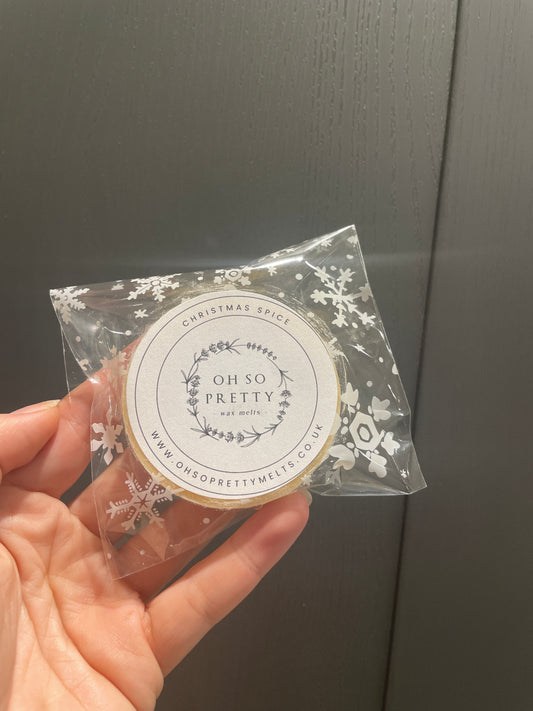 CHRISTMAS SPICE
OH SO
PRETTY
wax melts
WWW.OHSOPRETTYMELTS.CO.UK